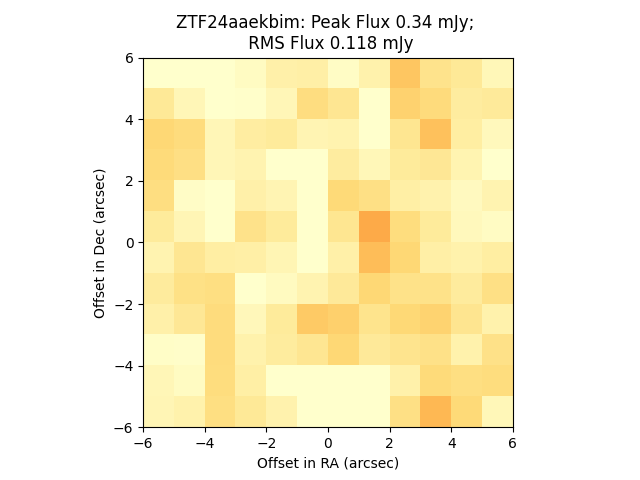 ZTF24aaekbim: Peak Flux 0.34 mJy;
RMS Flux 0.118 mJy
6
4
2
0
−2
−4
−6
Offset in Dec (arcsec)
−6 −4 −2 0 2 4 6
Offset in RA (arcsec)